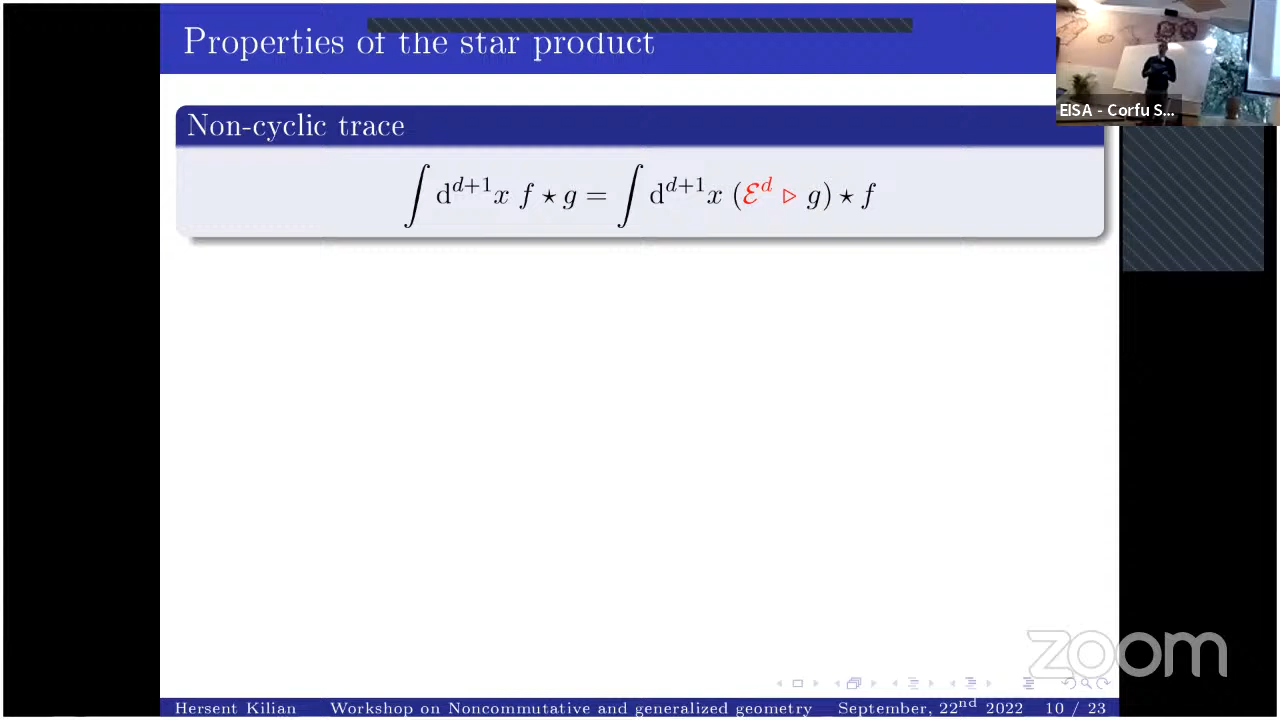 Properties of the star product
EISA - Corfu S...
Non-cyclic trace
∫ d^{d+1}x f ⋆ g = ∫ d^{d+1}x (ℰ^d ▷ g) ⋆ f
zoom
Hersent Kilian Workshop on Noncommutative and generalized geometry September, 22nd 2022 10 / 23